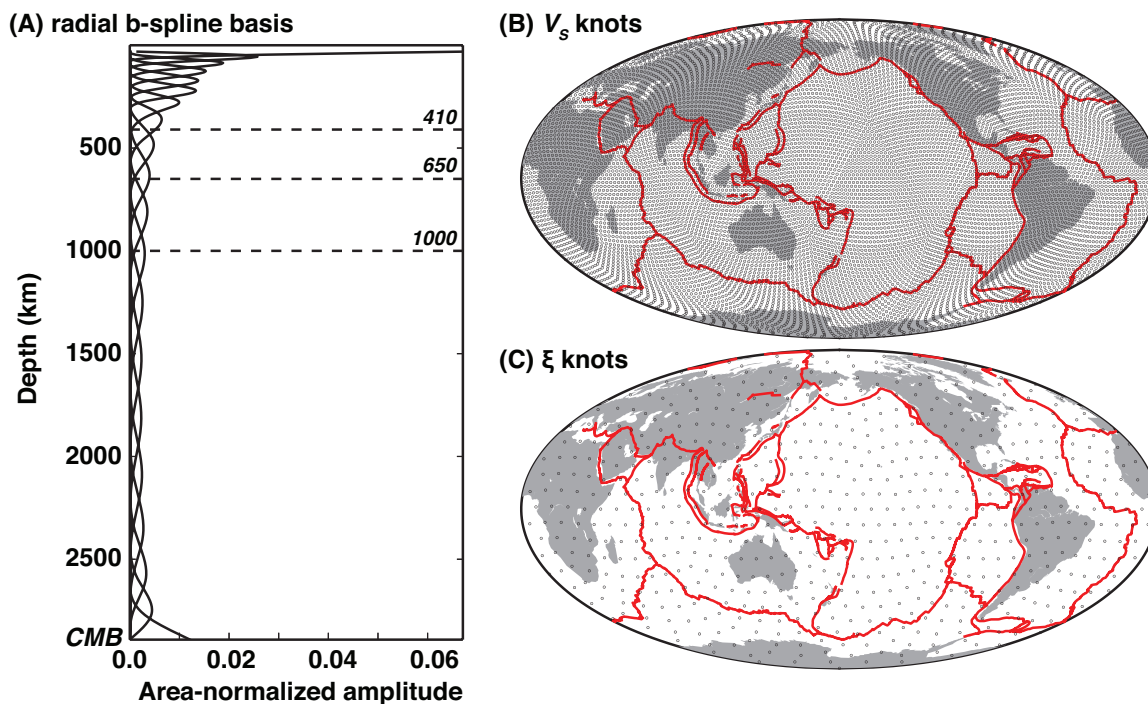 (A) radial b-spline basis
410
500
650
1000
1000
1500
2000
2500
CMB
0.0 0.02 0.04 0.06
Depth (km)
Area-normalized amplitude
(B) Vs knots
(C) ξ knots